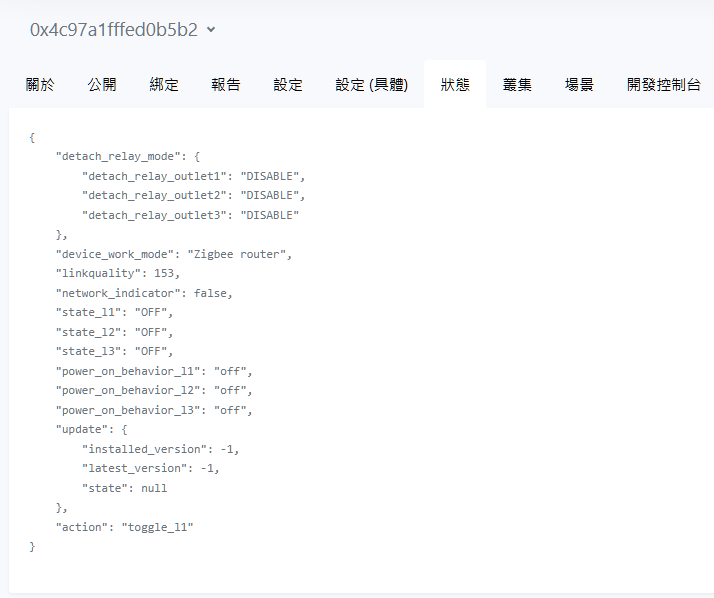 0x4c97a1fffed0b5b2
關於 公開 綁定 報告 設定 設定 (具體) 狀態 叢集 場景 開發控制台
{
    "detach_relay_mode": {
        "detach_relay_outlet1": "DISABLE",
        "detach_relay_outlet2": "DISABLE",
        "detach_relay_outlet3": "DISABLE"
    },
    "device_work_mode": "Zigbee router",
    "linkquality": 153,
    "network_indicator": false,
    "state_l1": "OFF",
    "state_l2": "OFF",
    "state_l3": "OFF",
    "power_on_behavior_l1": "off",
    "power_on_behavior_l2": "off",
    "power_on_behavior_l3": "off",
    "update": {
        "installed_version": -1,
        "latest_version": -1,
        "state": null
    },
    "action": "toggle_l1"
}